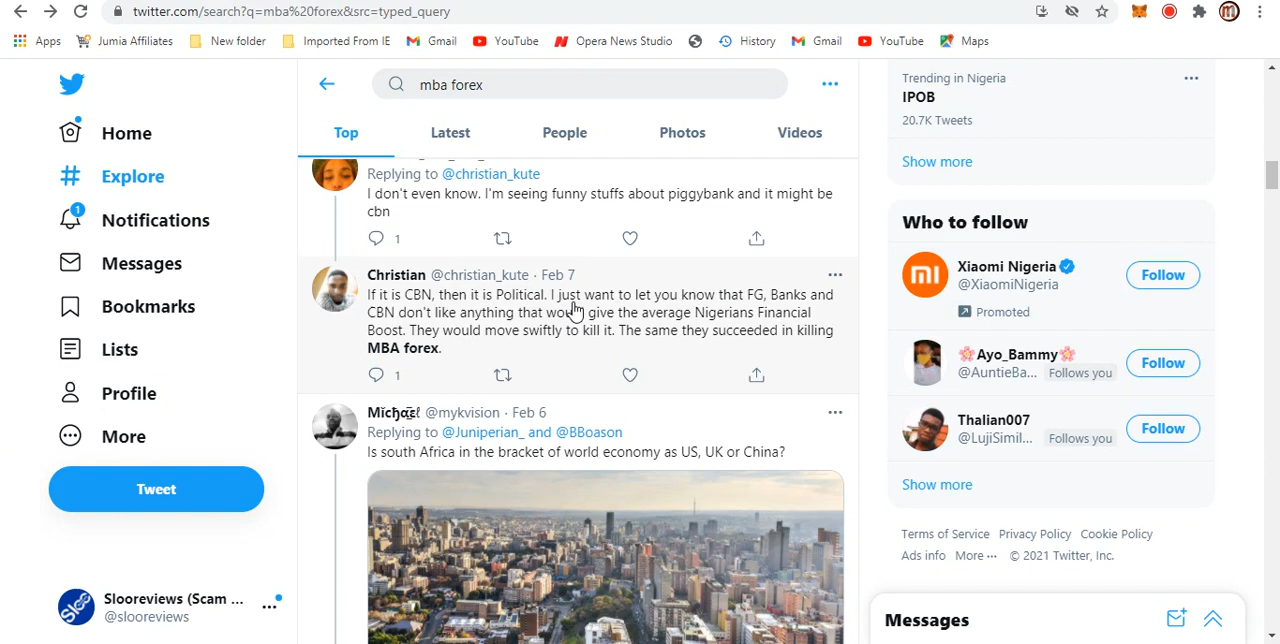 twitter.com/search?q=mba%20forex&src=typed_query
Apps
Jumia Affiliates
New folder
Imported From IE
Gmail
YouTube
Opera News Studio
History
Gmail
YouTube
Maps
Home
Explore
1
Notifications
Messages
Bookmarks
Lists
Profile
More
Tweet
Slooreviews (Scam ...
@slooreviews
mba forex
Top
Latest
People
Photos
Videos
Replying to @christian_kute
I don't even know. I'm seeing funny stuffs about piggybank and it might be
cbn
1
Christian @christian_kute · Feb 7
If it is CBN, then it is Political. I just want to let you know that FG, Banks and
CBN don't like anything that would give the average Nigerians Financial
Boost. They would move swiftly to kill it. The same they succeeded in killing
MBA forex.
1
@mykvision · Feb 6
Replying to @Juniperian_ and @BBoason
Is south Africa in the bracket of world economy as US, UK or China?
Trending in Nigeria
IPOB
20.7K Tweets
Show more
Who to follow
Xiaomi Nigeria
@XiaomiNigeria
Promoted
Follow
Ayo_Bammy
@AuntieBa... Follows you
Follow
Thalian007
@LujiSimil... Follows you
Follow
Show more
Terms of Service Privacy Policy Cookie Policy
Ads info More ··· © 2021 Twitter, Inc.
Messages